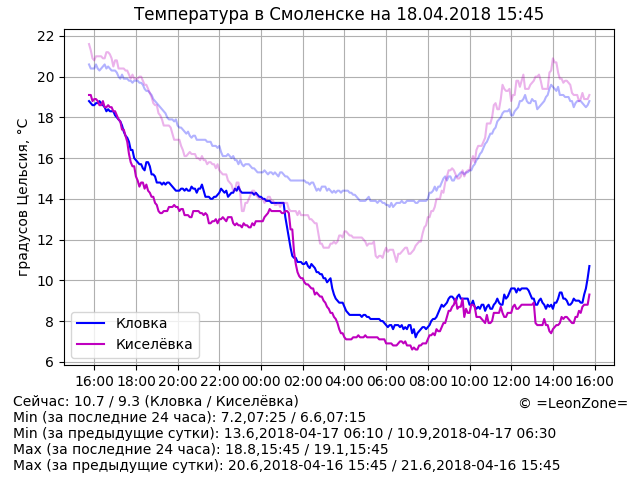 Температура в Смоленске на 18.04.2018 15:45
градусов Цельсия, °C
22
20
18
16
14
12
10
8
6
Кловка
Киселёвка
16:00 18:00 20:00 22:00 00:00 02:00 04:00 06:00 08:00 10:00 12:00 14:00 16:00
Сейчас: 10.7 / 9.3 (Кловка / Киселёвка)
© =LeonZone=
Min (за последние 24 часа): 7.2,07:25 / 6.6,07:15
Min (за предыдущие сутки): 13.6,2018-04-17 06:10 / 10.9,2018-04-17 06:30
Max (за последние 24 часа): 18.8,15:45 / 19.1,15:45
Max (за предыдущие сутки): 20.6,2018-04-16 15:45 / 21.6,2018-04-16 15:45